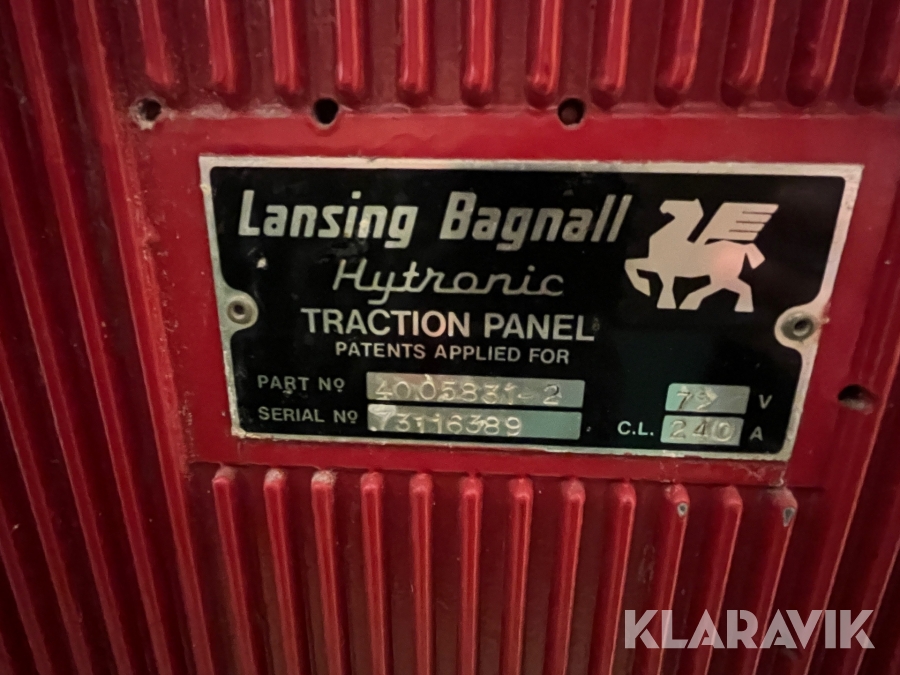 Lansing Bagnall
Hytronic
TRACTION PANEL
PATENTS APPLIED FOR
PART Nº 4005831-2
V
SERIAL Nº 73116389
C.L. 240 A
KLARAVIK